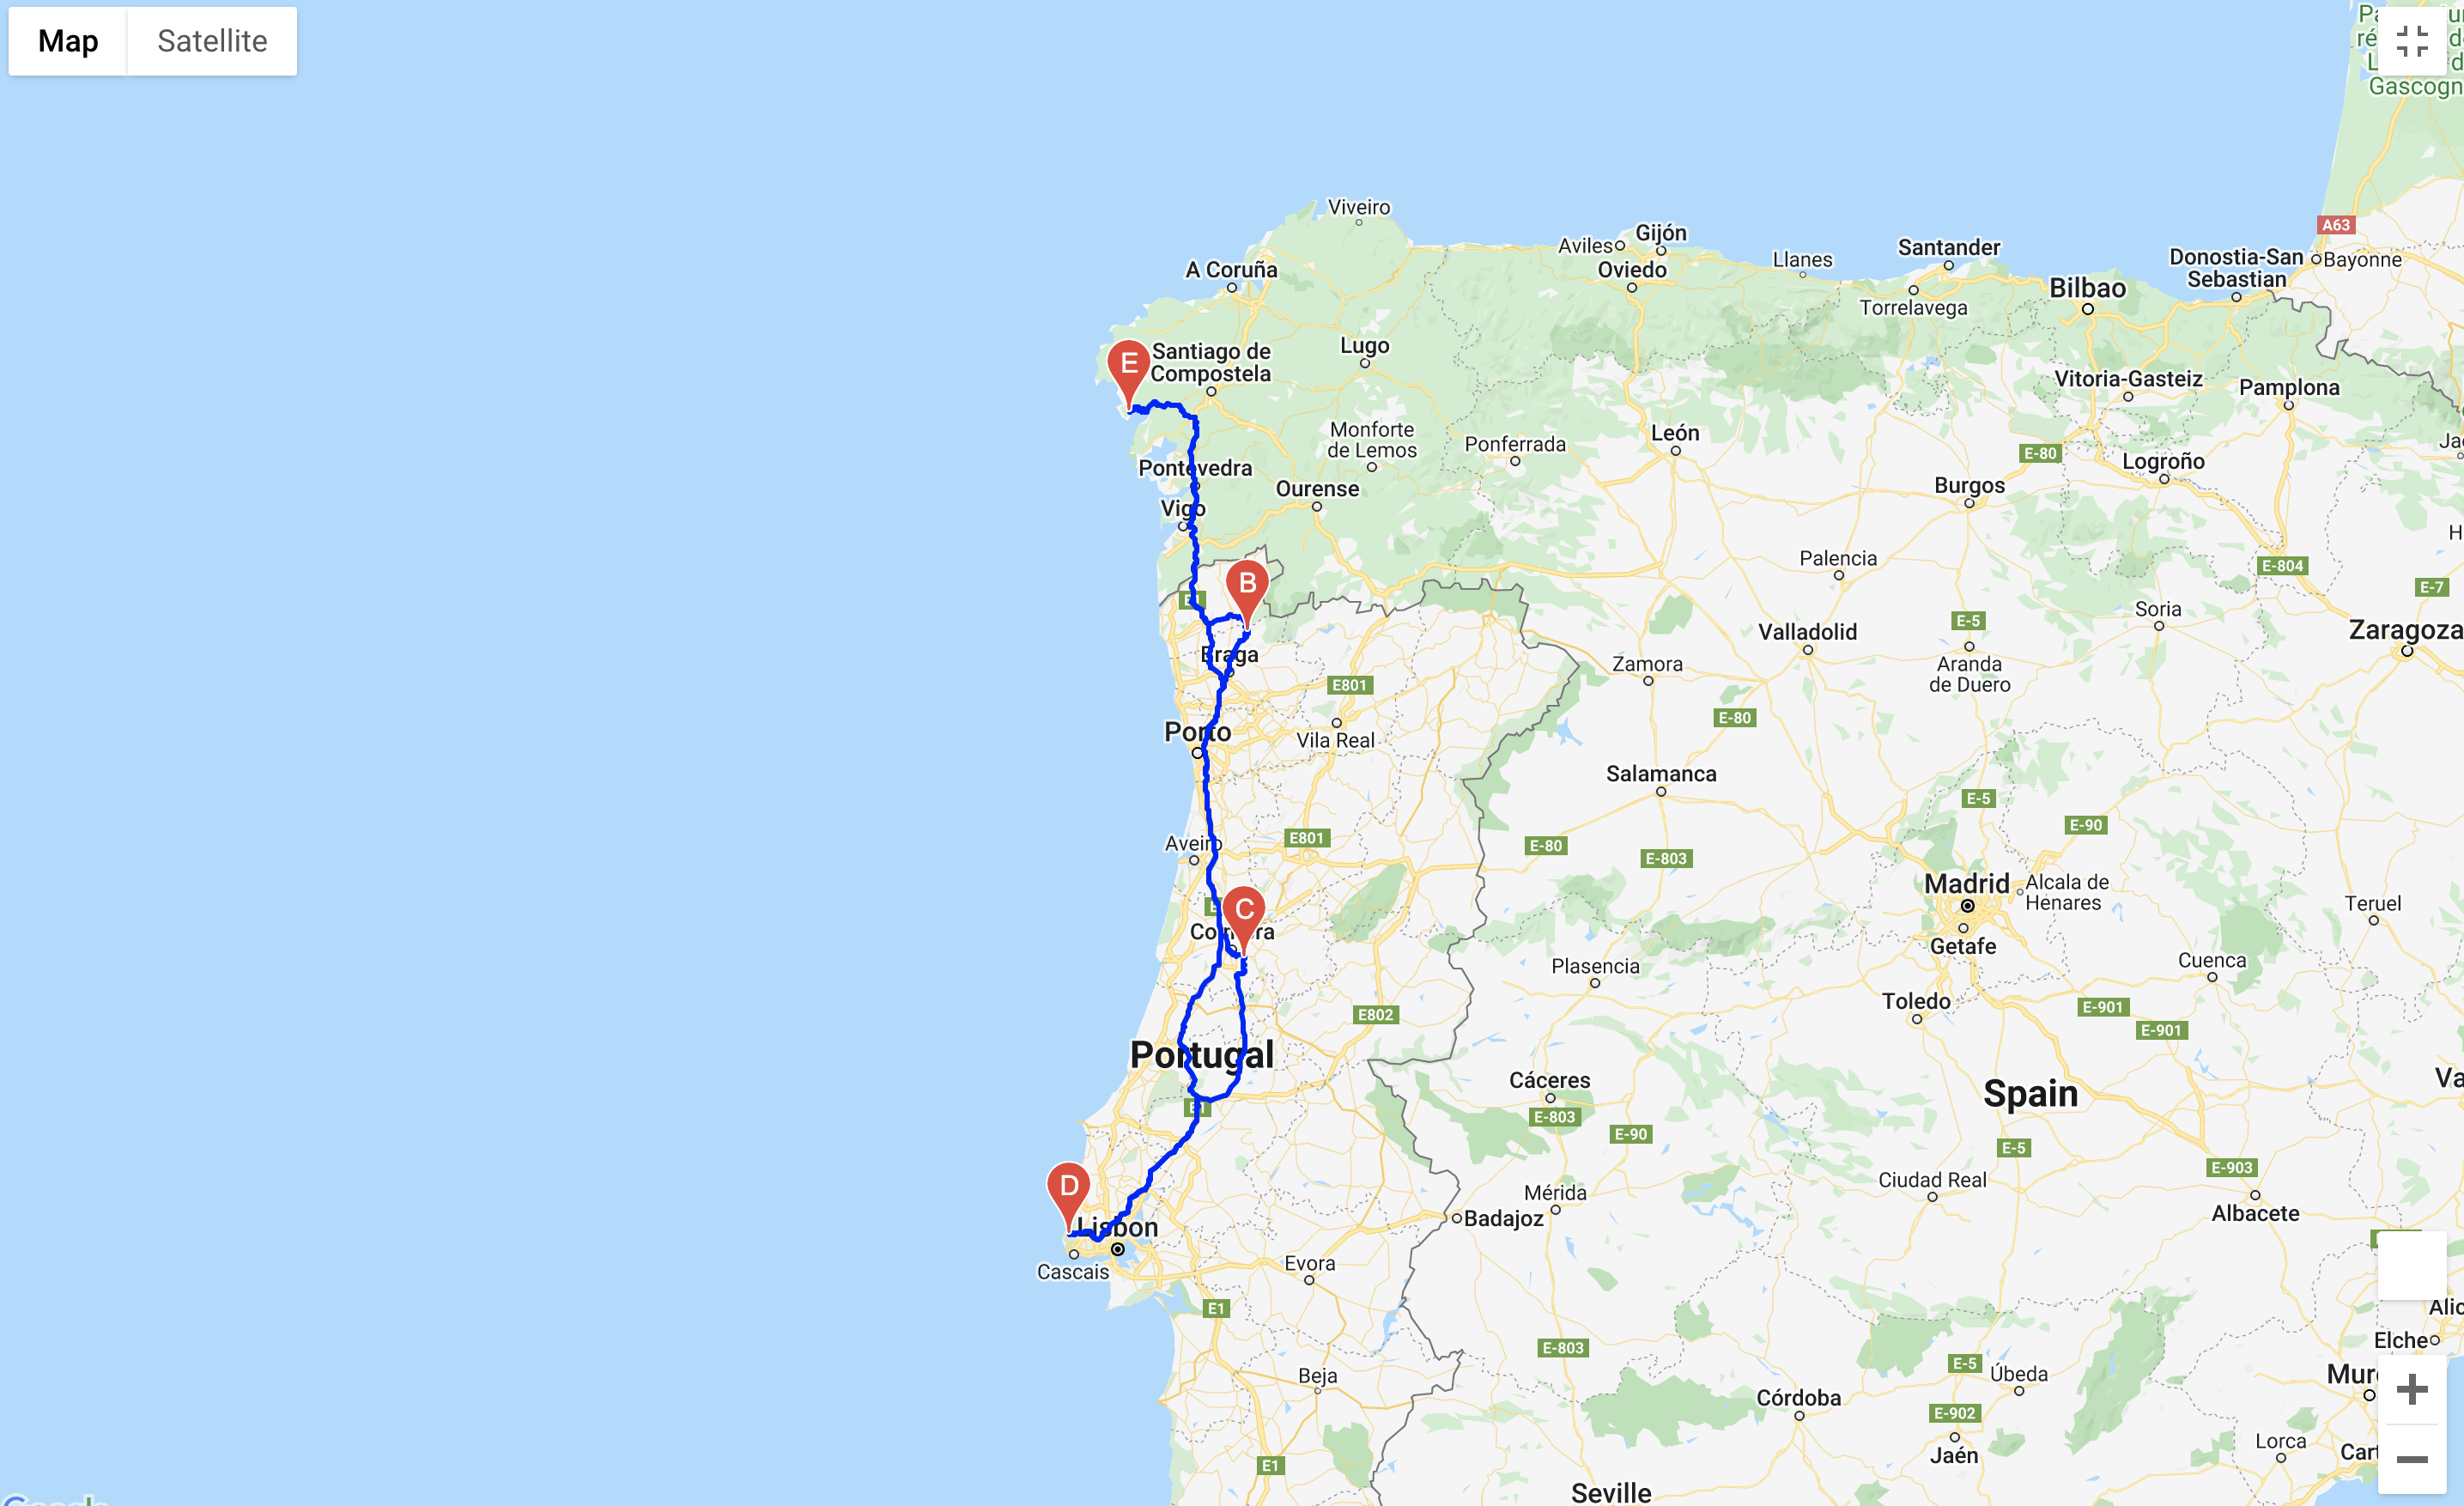 Map
Satellite
Gascogn
Viveiro
A63
Aviles
Gijón
Santander
Donostia-San
Sebastian
Bayonne
A Coruña
Oviedo
Llanes
Torrelavega
Bilbao
E
Santiago de
Compostela
Lugo
Vitoria-Gasteiz
Pamplona
Monforte
de Lemos
Ponferrada
León
E-80
Logroño
Pontevedra
Ourense
Burgos
Vigo
Palencia
E-804
E-7
B
E1
Soria
E-5
Valladolid
Zaragoza
Braga
Zamora
Aranda
de Duero
E801
E-80
Porto
Vila Real
Salamanca
E-5
E-90
Aveiro
E801
E-80
E-803
Madrid
Alcala de
Henares
C
Teruel
Coimbra
Getafe
Plasencia
Cuenca
Toledo
E-901
E802
E-901
Portugal
Cáceres
Spain
E1
E-803
E-90
E-5
E-903
D
Ciudad Real
Mérida
Badajoz
Albacete
Lisbon
Cascais
Evora
E1
Elche
E-803
E-5
Úbeda
Beja
Córdoba
E-902
Jaén
Lorca
E1
Seville